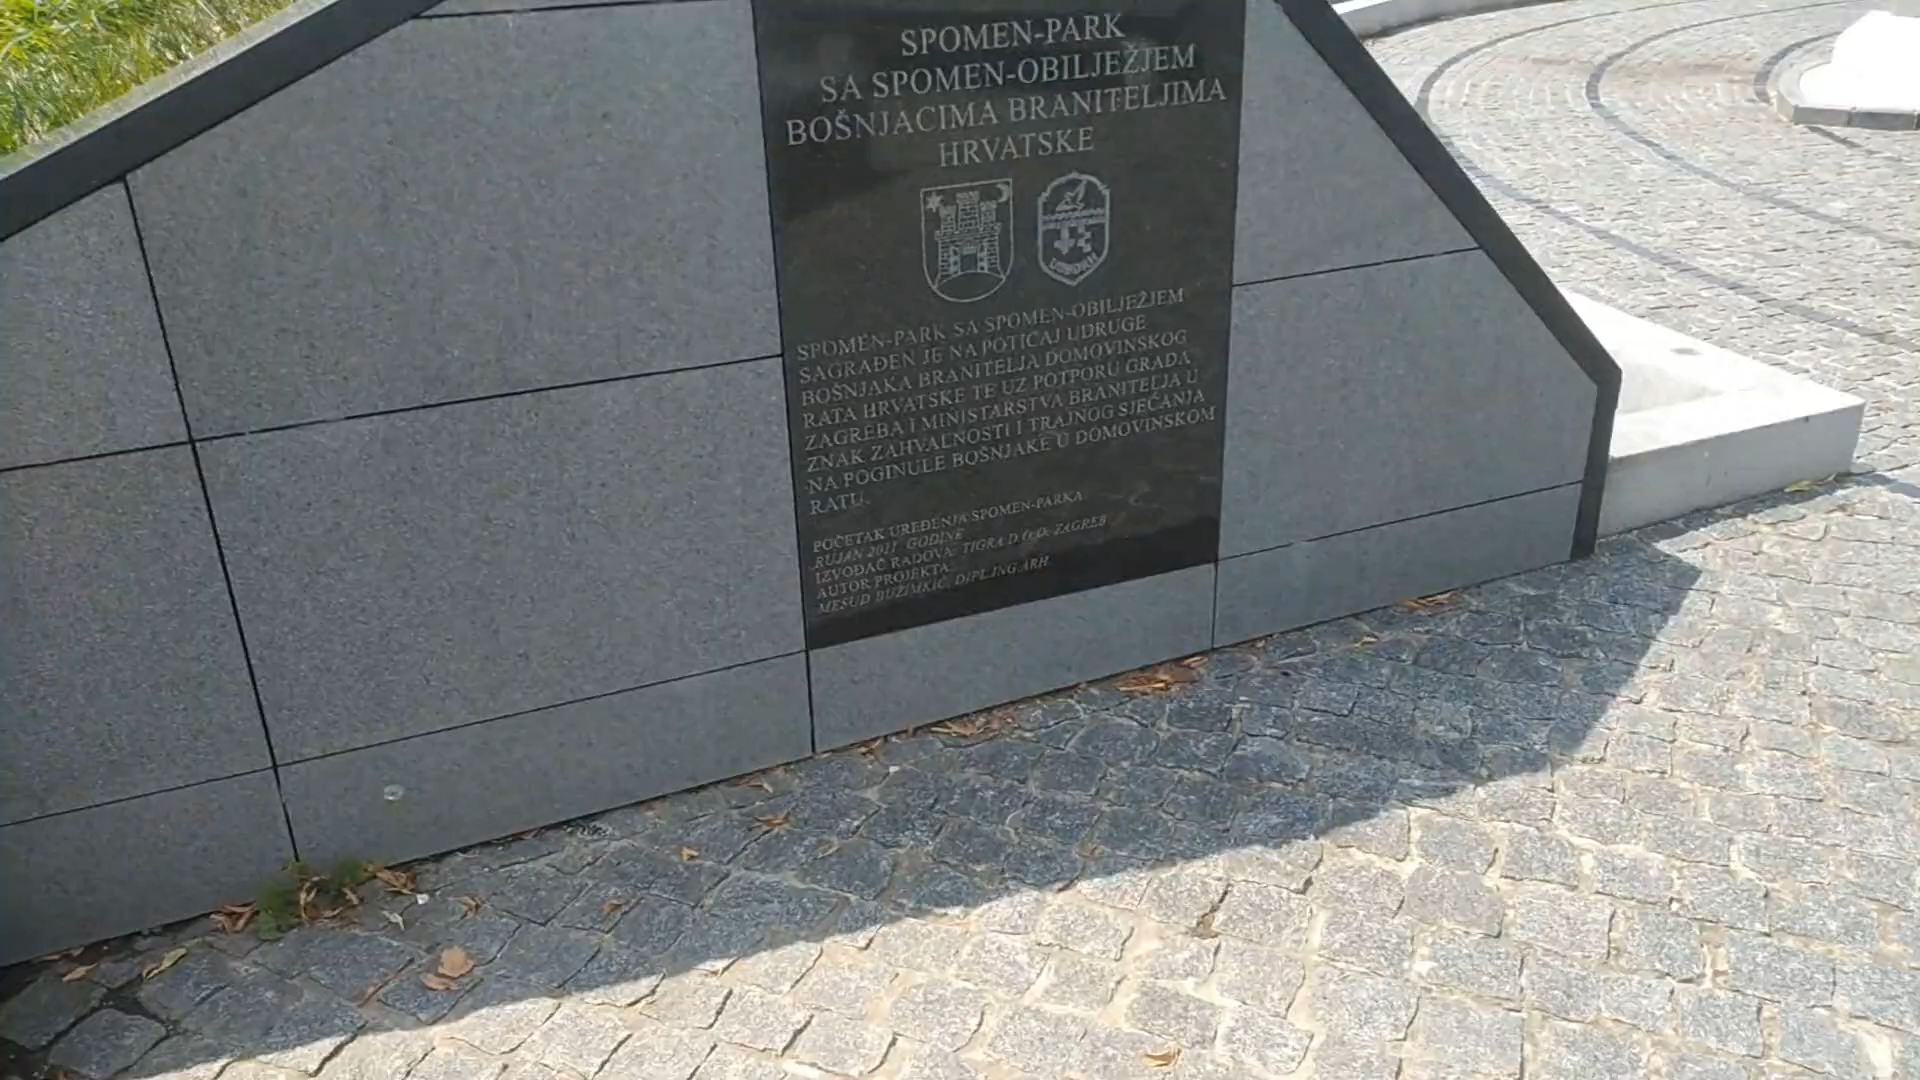 SPOMEN-PARK
SA SPOMEN-OBILJEŽJEM
BOŠNJACIMA BRANITELJIMA
HRVATSKE
SPOMEN-PARK SA SPOMEN-OBILJEŽJEM
SAGRAĐEN JE NA POTICAJ UDRUGE
BOŠNJAKA BRANITELJA DOMOVINSKOG
RATA HRVATSKE TE UZ POTPORU GRADA
ZAGREBA I MINISTARSTVA BRANITELJA U
ZNAK ZAHVALNOSTI I TRAJNOG SJEĆANJA
NA POGINULE BOŠNJAKE U DOMOVINSKOM
RATU.
POČETAK UREĐENJA SPOMEN-PARKA
RUJAN 2011. GODINE
IZVOĐAČ RADOVA: TIGRA D.O.O. ZAGREB
AUTOR PROJEKTA:
MESUD BUŽIMKIĆ, DIPL.ING.ARH